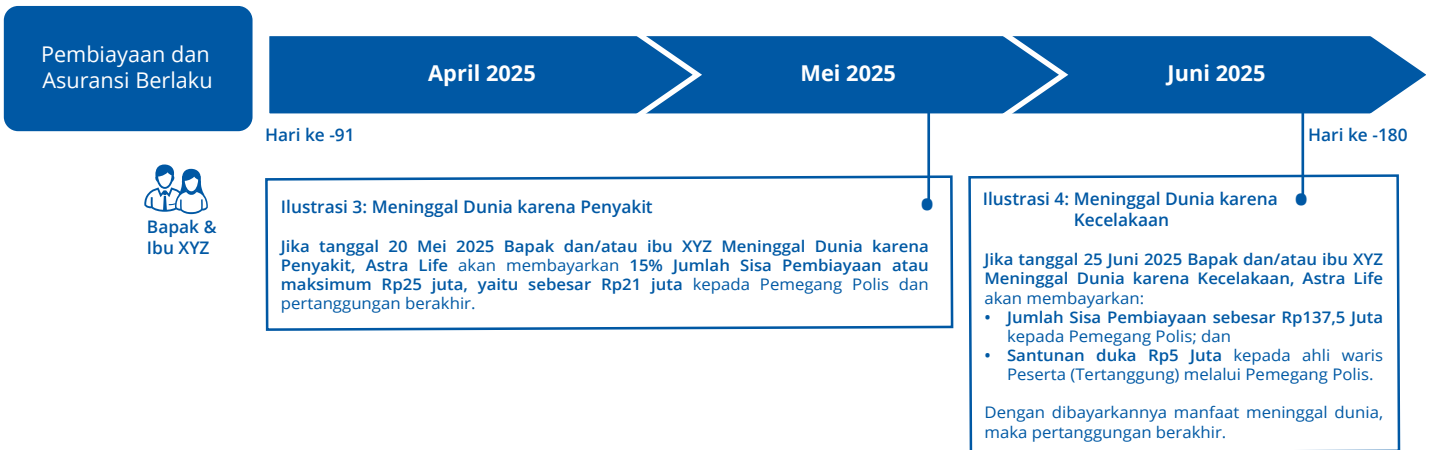 Pembiayaan dan
Asuransi Berlaku
April 2025
Mei 2025
Juni 2025
Hari ke -91
Hari ke -180
Bapak &
Ibu XYZ
Ilustrasi 3: Meninggal Dunia karena Penyakit
Jika tanggal 20 Mei 2025 Bapak dan/atau ibu XYZ Meninggal Dunia karena
Penyakit, Astra Life akan membayarkan 15% Jumlah Sisa Pembiayaan atau
maksimum Rp25 juta, yaitu sebesar Rp21 juta kepada Pemegang Polis dan
pertanggungan berakhir.
Ilustrasi 4: Meninggal Dunia karena
Kecelakaan
Jika tanggal 25 Juni 2025 Bapak dan/atau ibu XYZ
Meninggal Dunia karena Kecelakaan, Astra Life
akan membayarkan:
• Jumlah Sisa Pembiayaan sebesar Rp137,5 Juta
kepada Pemegang Polis; dan
• Santunan duka Rp5 Juta kepada ahli waris
Peserta (Tertanggung) melalui Pemegang Polis.
Dengan dibayarkannya manfaat meninggal dunia,
maka pertanggungan berakhir.